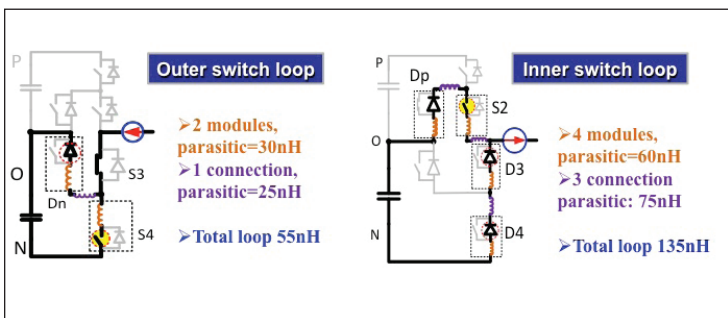 Outer switch loop
P
O
N
Dn
S3
S4
➢2 modules,
parasitic=30nH
➢1 connection,
parasitic=25nH
➢Total loop 55nH
Inner switch loop
P
O
N
Dp
S2
D3
D4
➢4 modules,
parasitic=60nH
➢3 connection
parasitic: 75nH
➢Total loop 135nH